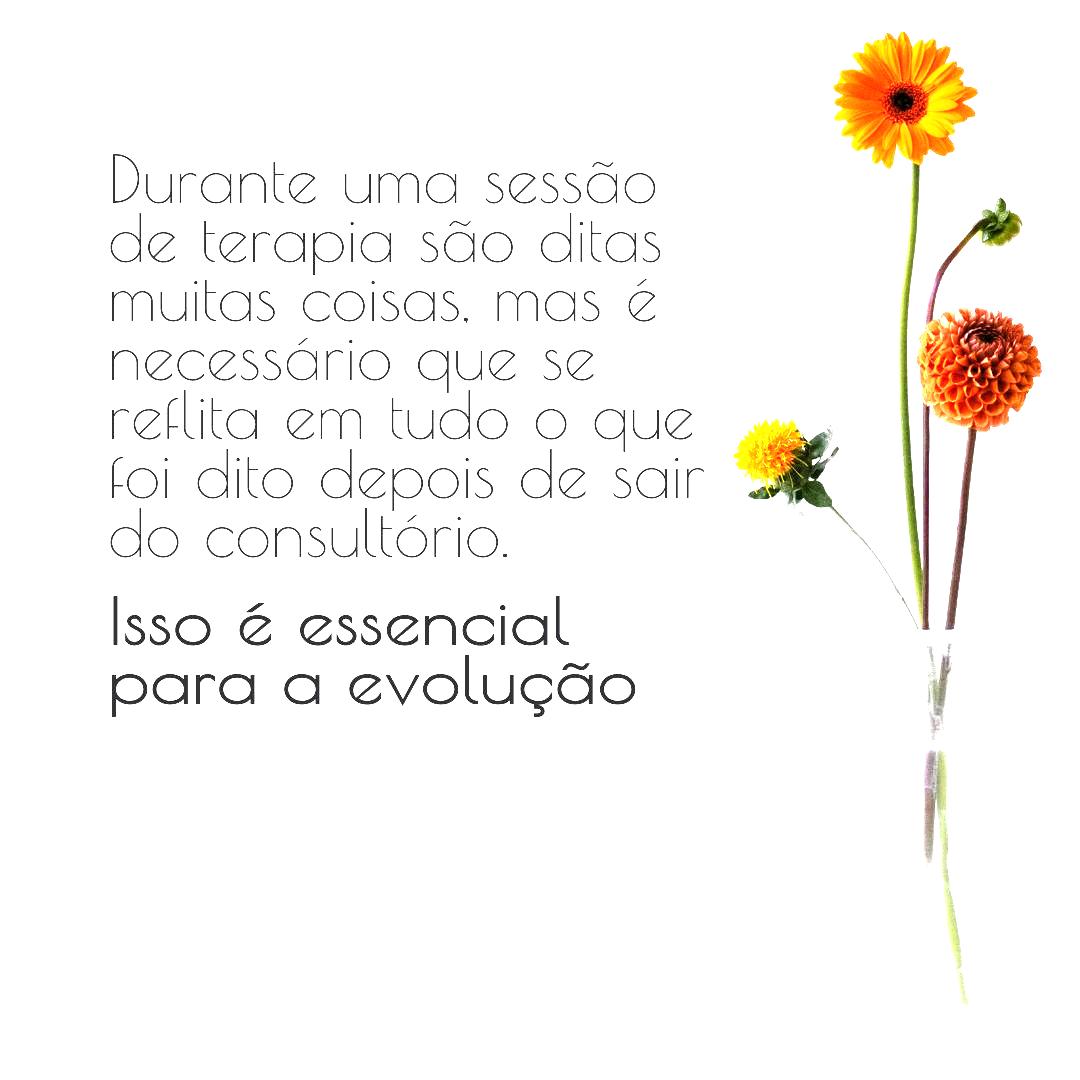 Durante uma sessão
de terapia são ditas
muitas coisas, mas é
necessário que se
reflita em tudo o que
foi dito depois de sair
do consultório.
Isso é essencial
para a evolução